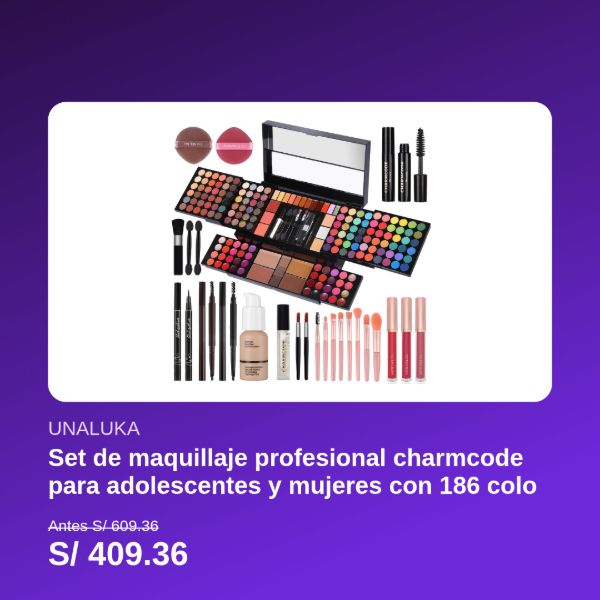 UNALUKA
Set de maquillaje profesional charmcode
para adolescentes y mujeres con 186 colo
Antes S/ 609.36
S/ 409.36